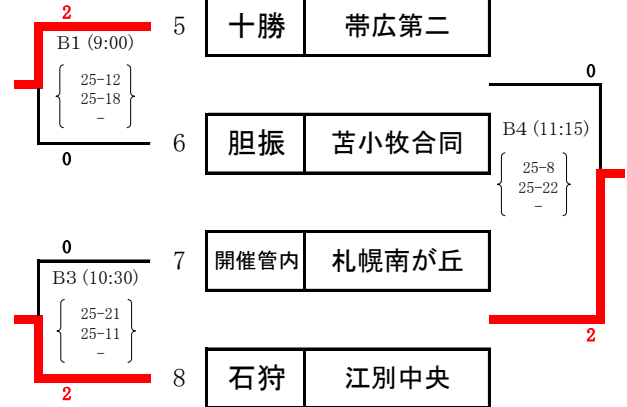 2
5 十勝 帯広第二
B1 (9:00)
25-12
25-18
-
6 胆振 苫小牧合同
0
0
B4 (11:15)
25-8
25-22
-
0
7 開催管内 札幌南が丘
B3 (10:30)
25-21
25-11
-
2
8 石狩 江別中央
2